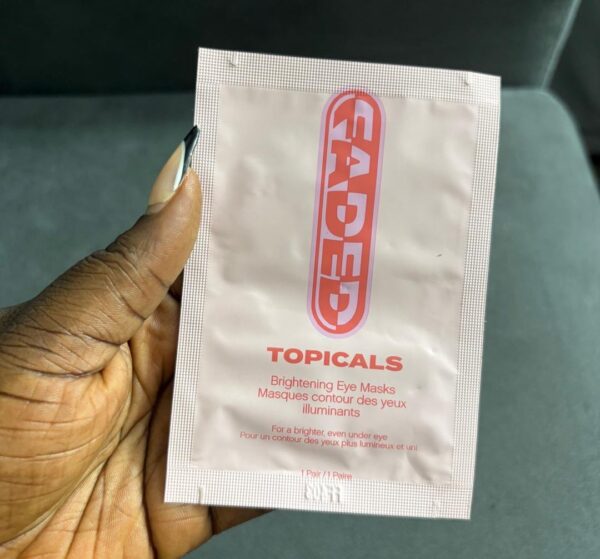 FADED
TOPICALS
Brightening Eye Masks
Masques contour des yeux
illuminants
For a brighter, even under eye
Pour un contour des yeux plus lumineux et uni
1 Pair / 1 Paire